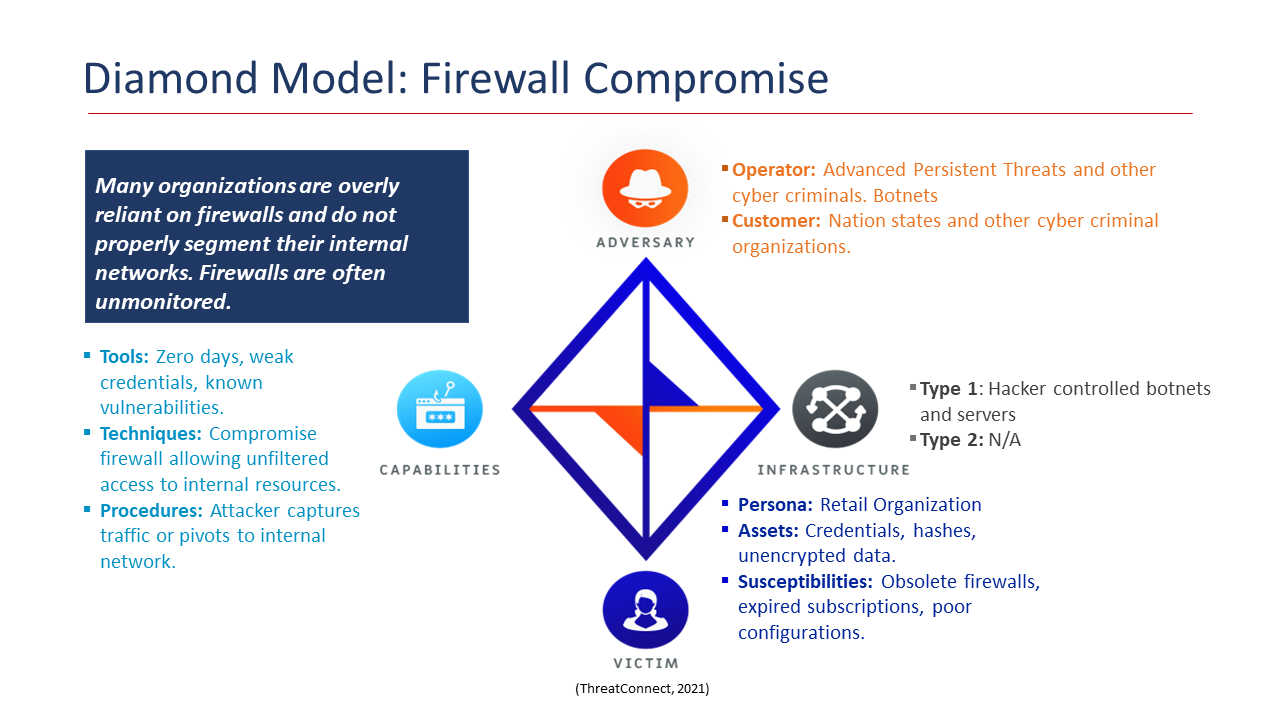 Diamond Model: Firewall Compromise
Many organizations are overly
reliant on firewalls and do not
properly segment their internal
networks. Firewalls are often
unmonitored.
ADVERSARY
▪ Operator: Advanced Persistent Threats and other
cyber criminals. Botnets
▪ Customer: Nation states and other cyber criminal
organizations.
▪ Tools: Zero days, weak
credentials, known
vulnerabilities.
▪ Techniques: Compromise
firewall allowing unfiltered
access to internal resources.
▪ Procedures: Attacker captures
traffic or pivots to internal
network.
CAPABILITIES
INFRASTRUCTURE
▪ Type 1: Hacker controlled botnets
and servers
▪ Type 2: N/A
▪ Persona: Retail Organization
▪ Assets: Credentials, hashes,
unencrypted data.
▪ Susceptibilities: Obsolete firewalls,
expired subscriptions, poor
configurations.
VICTIM
(ThreatConnect, 2021)